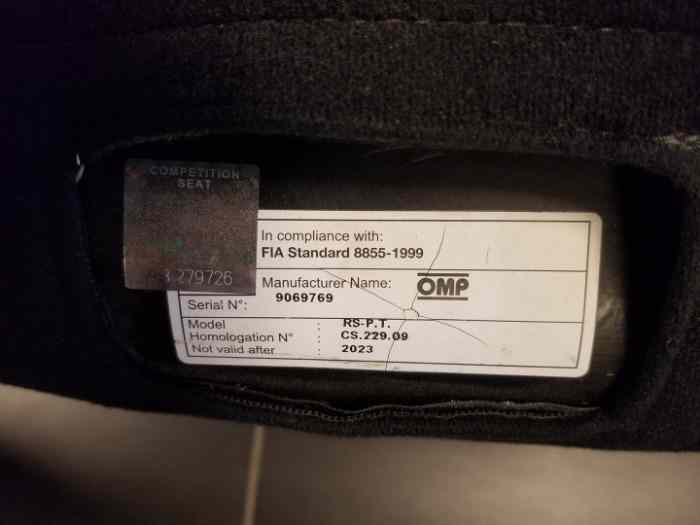 COMPETITION
SEAT
279726
In compliance with:
FIA Standard 8855-1999
Manufacturer Name: OMP
Serial N°: 9069769
Model : RS-P.T.
Homologation N° : CS.229.09
Not valid after : 2023